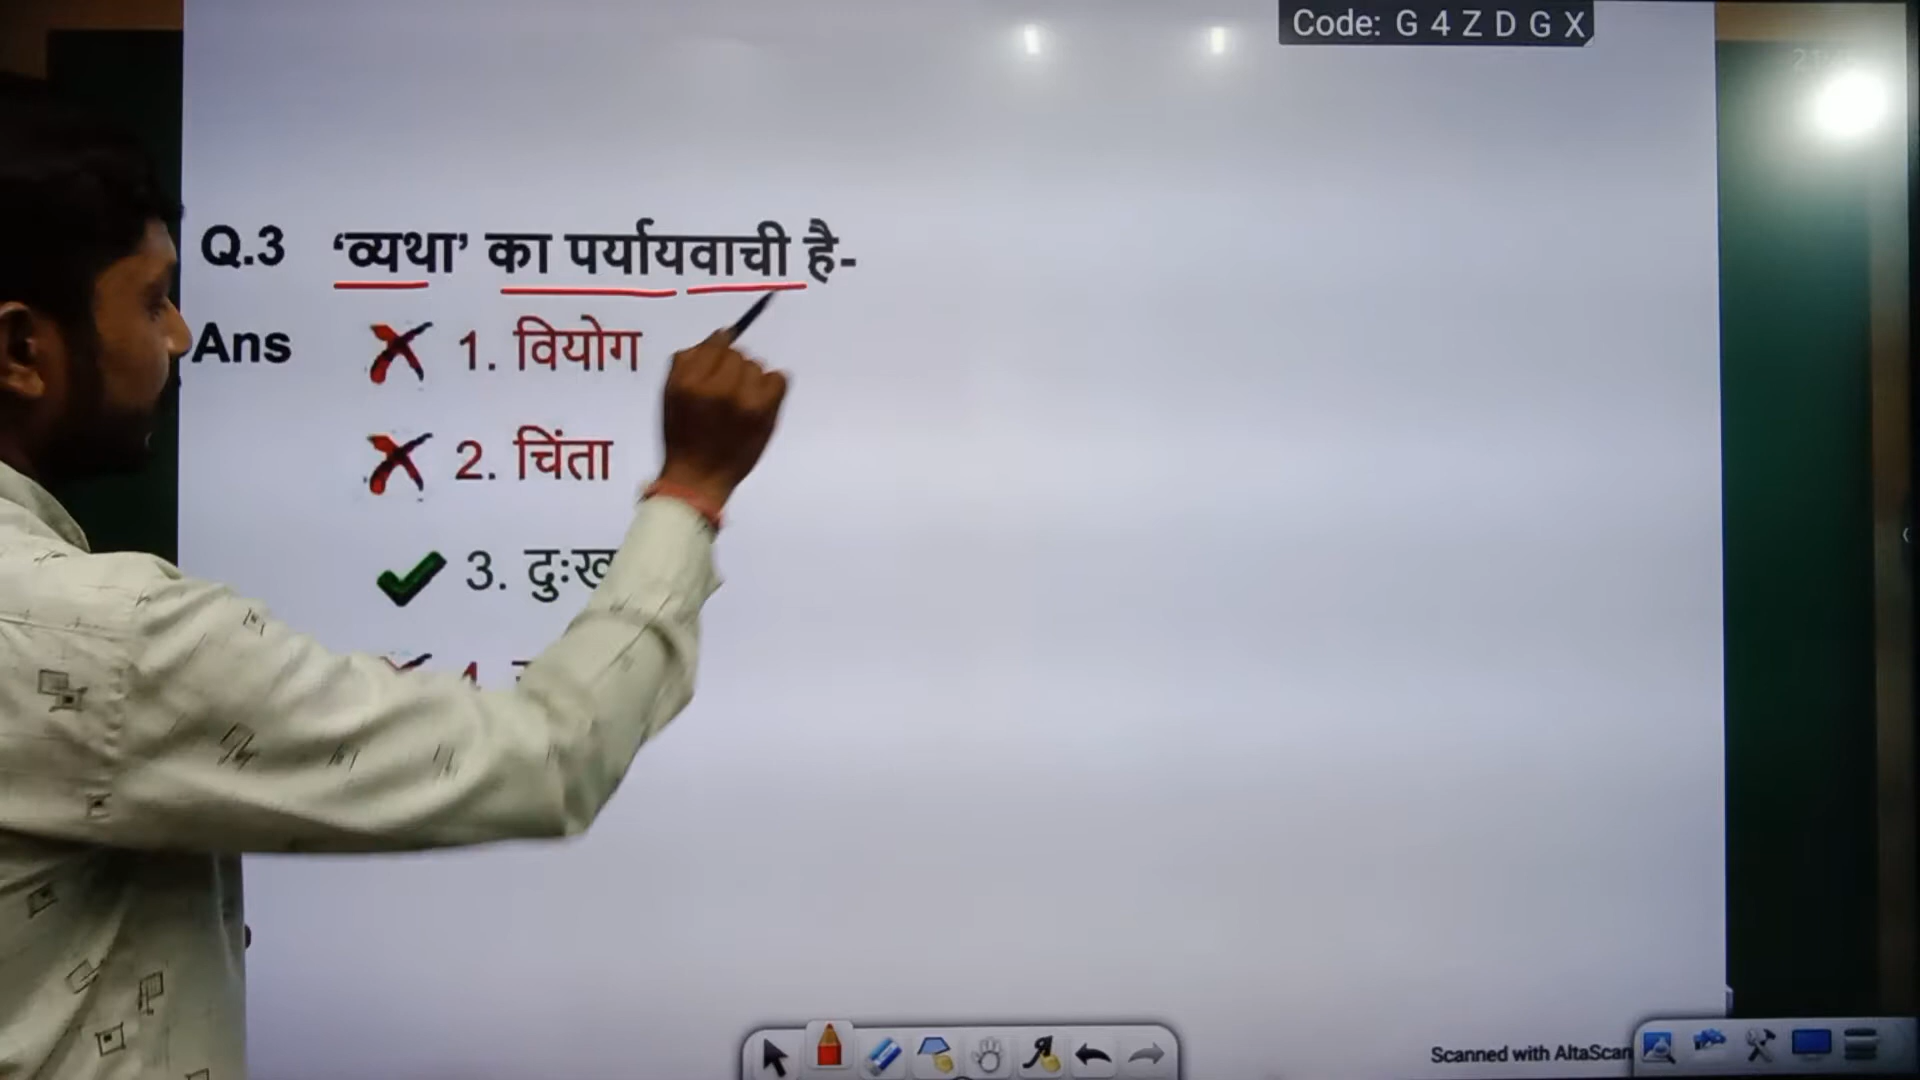 Code: G 4 Z D G X
Q.3 ‘व्यथा’ का पर्यायवाची है-
Ans 1. वियोग
2. चिंता
3. दुःख
Scanned with AltaScan